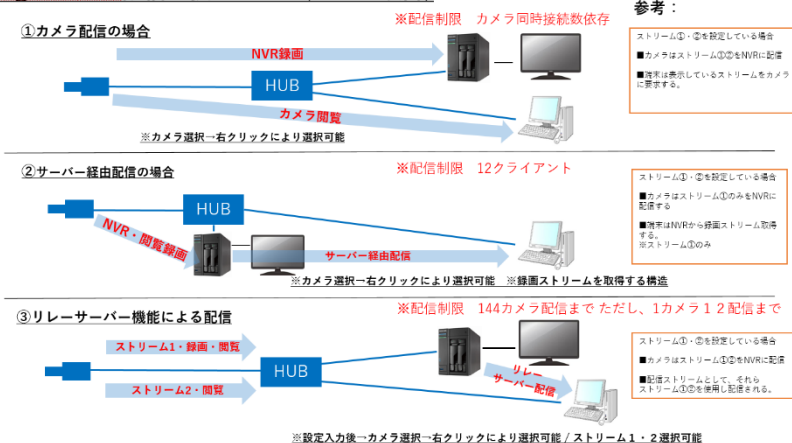 参考：
①カメラ配信の場合
※配信制限　カメラ同時接続数依存
NVR録画
HUB
カメラ閲覧
※カメラ選択→右クリックにより選択可能
ストリーム①・②を設定している場合
■カメラはストリーム①②をNVRに配信
■端末は表示しているストリームをカメラ
に要求する。
②サーバー経由配信の場合
※配信制限　12クライアント
HUB
NVR・閲覧録画
サーバー経由配信
※カメラ選択→右クリックにより選択可能　※録画ストリームを取得する構造
ストリーム①・②を設定している場合
■カメラはストリーム①のみをNVRに
配信する
■端末はNVRから録画ストリーム取得
する。
※ストリーム①のみ
③リレーサーバー機能による配信
※配信制限　144カメラ配信まで ただし、1カメラ１２配信まで
ストリーム1・録画・閲覧
HUB
ストリーム2・閲覧
リレー
サーバー配信
※設定入力後→カメラ選択→右クリックにより選択可能 / ストリーム１・２選択可能
ストリーム①・②を設定している場合
■カメラはストリーム①②をNVRに配信
■配信ストリームとして、それら
ストリーム①②を使用し配信される。